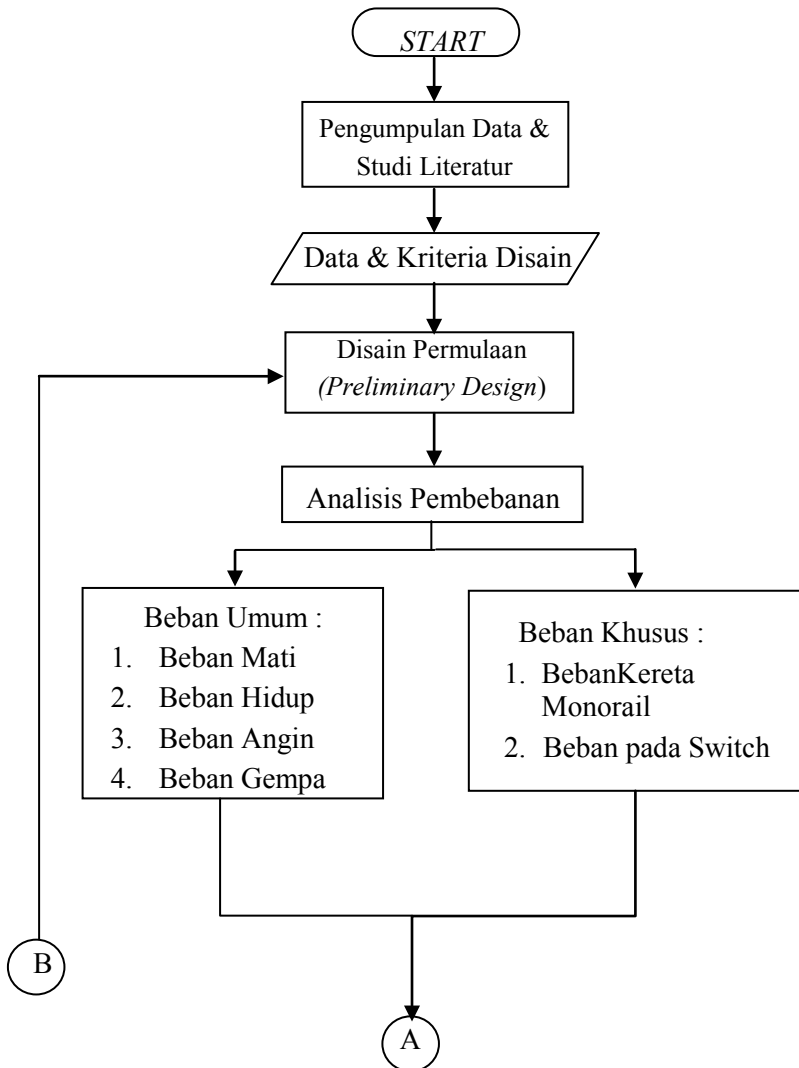 START
Pengumpulan Data &
Studi Literatur
Data & Kriteria Disain
Disain Permulaan
(Preliminary Design)
Analisis Pembebanan
Beban Umum :
1. Beban Mati
2. Beban Hidup
3. Beban Angin
4. Beban Gempa
Beban Khusus :
1. BebanKereta
Monorail
2. Beban pada Switch
B
A